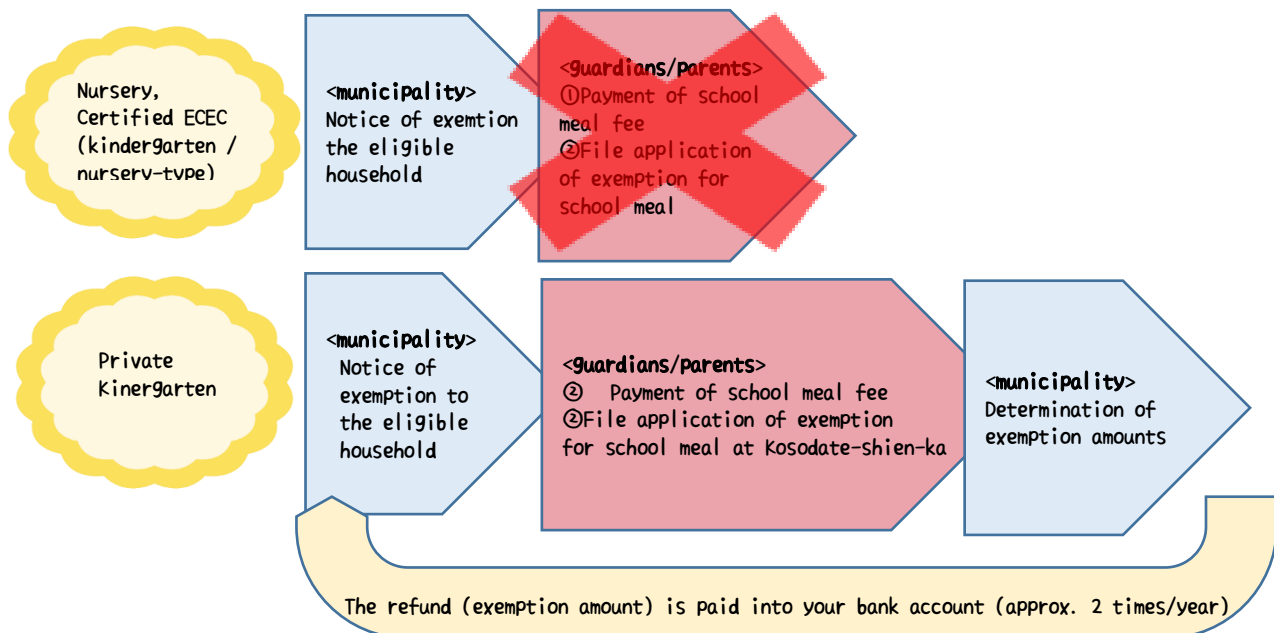 Nursery,
Certified ECEC
(kindergarten /
nursery-type)
<municipality>
Notice of exemtion
the eligible
household
<guardians/parents>
①Payment of school
meal fee
②File application
of exemption for
school meal
Private
Kinergarten
<municipality>
Notice of
exemption to
the eligible
household
<guardians/parents>
② Payment of school meal fee
②File application of exemption
for school meal at Kosodate-shien-ka
<municipality>
Determination of
exemption amounts
The refund (exemption amount) is paid into your bank account (approx. 2 times/year)